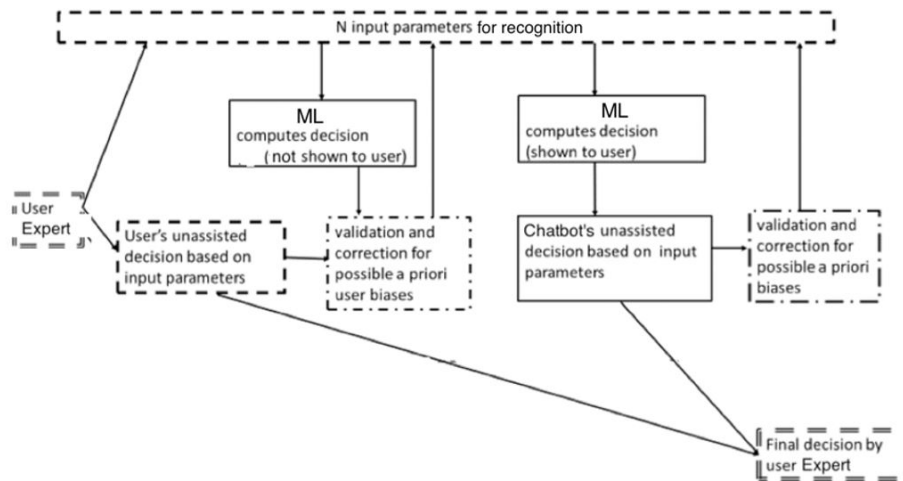 N input parameters for recognition
ML
computes decision
( not shown to user)
ML
computes decision
(shown to user)
User
Expert
User's unassisted
decision based on
input parameters
validation and
correction for
possible a priori
user biases
Chatbot's unassisted
decision based on input
parameters
validation and
correction for
possible a priori
biases
Final decision by
user Expert